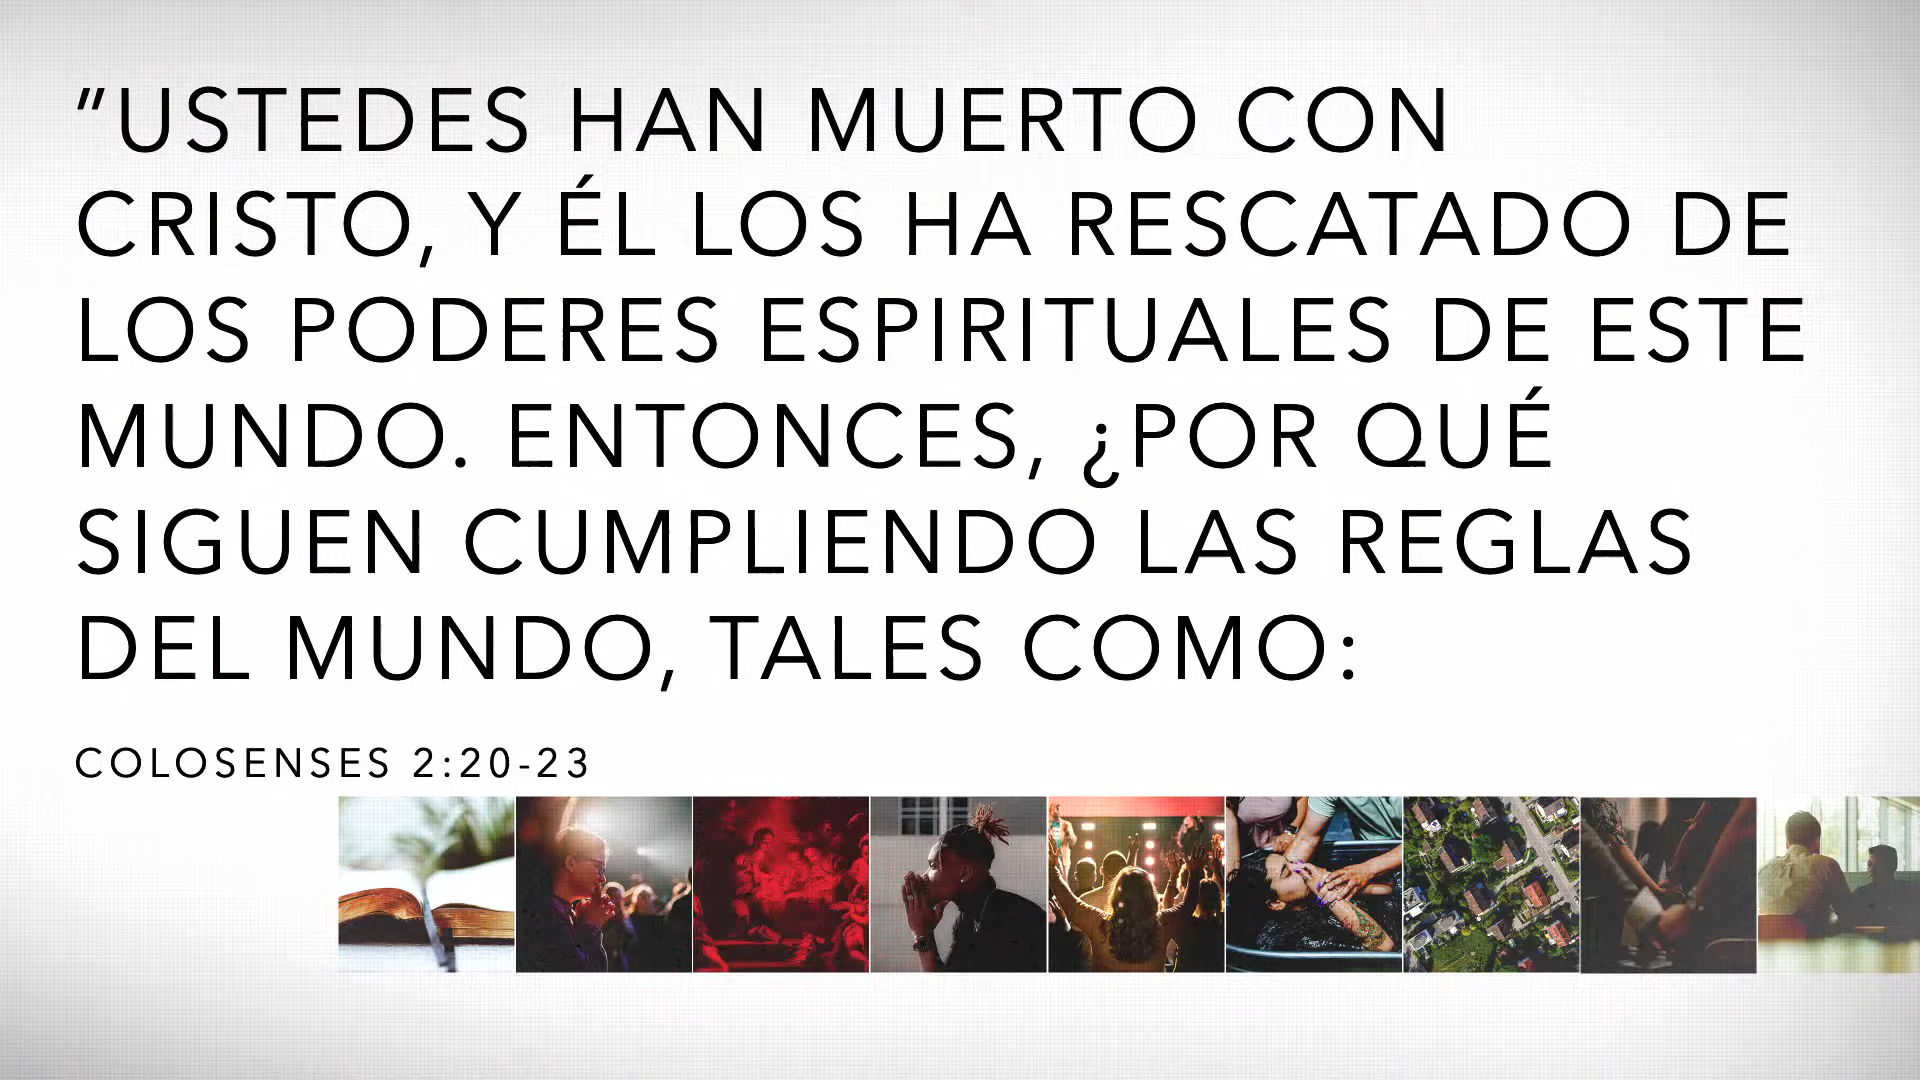 "USTEDES HAN MUERTO CON
CRISTO, Y ÉL LOS HA RESCATADO DE
LOS PODERES ESPIRITUALES DE ESTE
MUNDO. ENTONCES, ¿POR QUÉ
SIGUEN CUMPLIENDO LAS REGLAS
DEL MUNDO, TALES COMO:
COLOSENSES 2:20-23